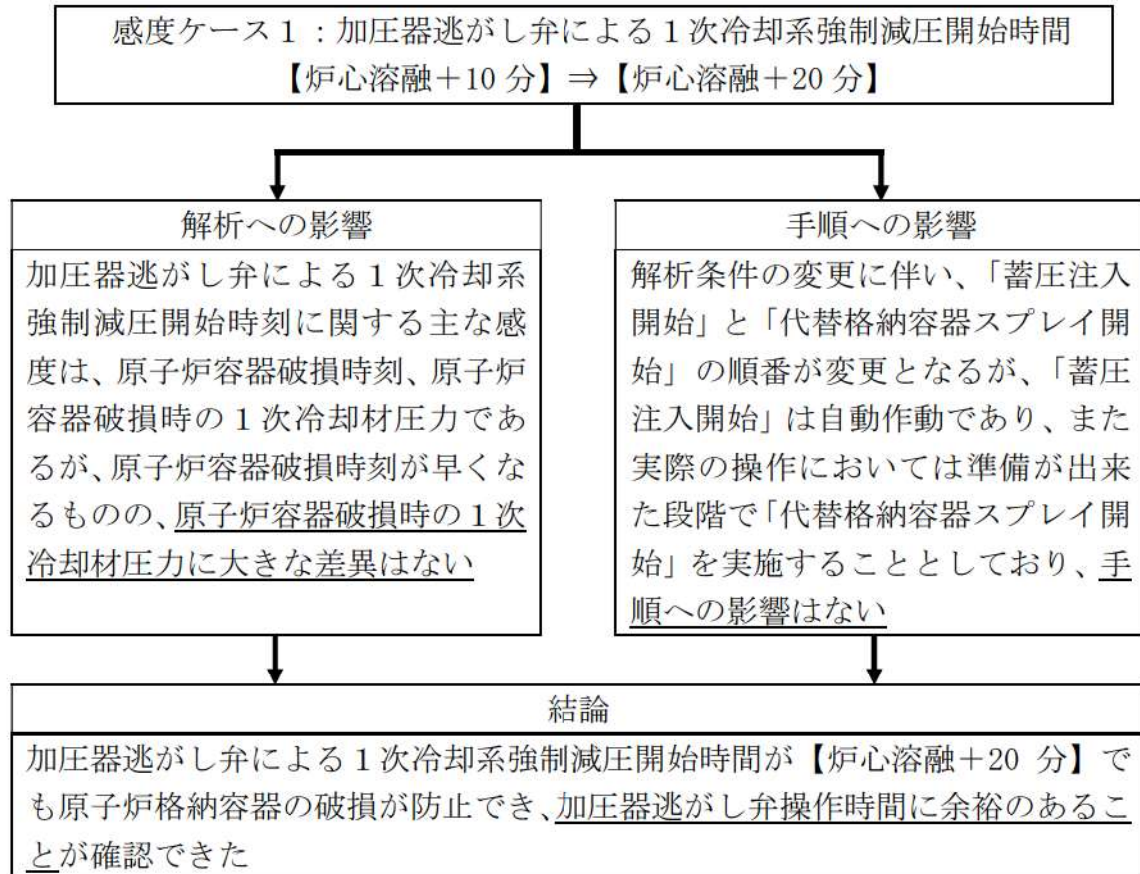 感度ケース１：加圧器逃がし弁による１次冷却系強制減圧開始時間
【炉心溶融＋10 分】⇒【炉心溶融＋20 分】
解析への影響
加圧器逃がし弁による１次冷却系
強制減圧開始時刻に関する主な感
度は、原子炉容器破損時刻、原子炉
容器破損時の１次冷却材圧力であ
るが、原子炉容器破損時刻が早くな
るものの、原子炉容器破損時の１次
冷却材圧力に大きな差異はない
手順への影響
解析条件の変更に伴い、「蓄圧注入
開始」と「代替格納容器スプレイ開
始」の順番が変更となるが、「蓄圧
注入開始」は自動作動であり、また
実際の操作においては準備が出来
た段階で「代替格納容器スプレイ開
始」を実施することとしており、手
順への影響はない
結論
加圧器逃がし弁による１次冷却系強制減圧開始時間が【炉心溶融＋20 分】で
も原子炉格納容器の破損が防止でき、加圧器逃がし弁操作時間に余裕のあるこ
とが確認できた